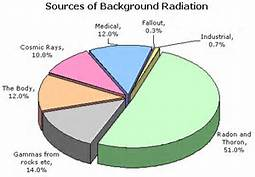 Sources of Background Radiation
Medical,
12.0%
Fallout,
0.3%
Industrial,
0.7%
Cosmic Rays,
10.0%
The Body,
12.0%
Gammas from
rocks etc,
14.0%
Radon and
Thoron,
51.0%